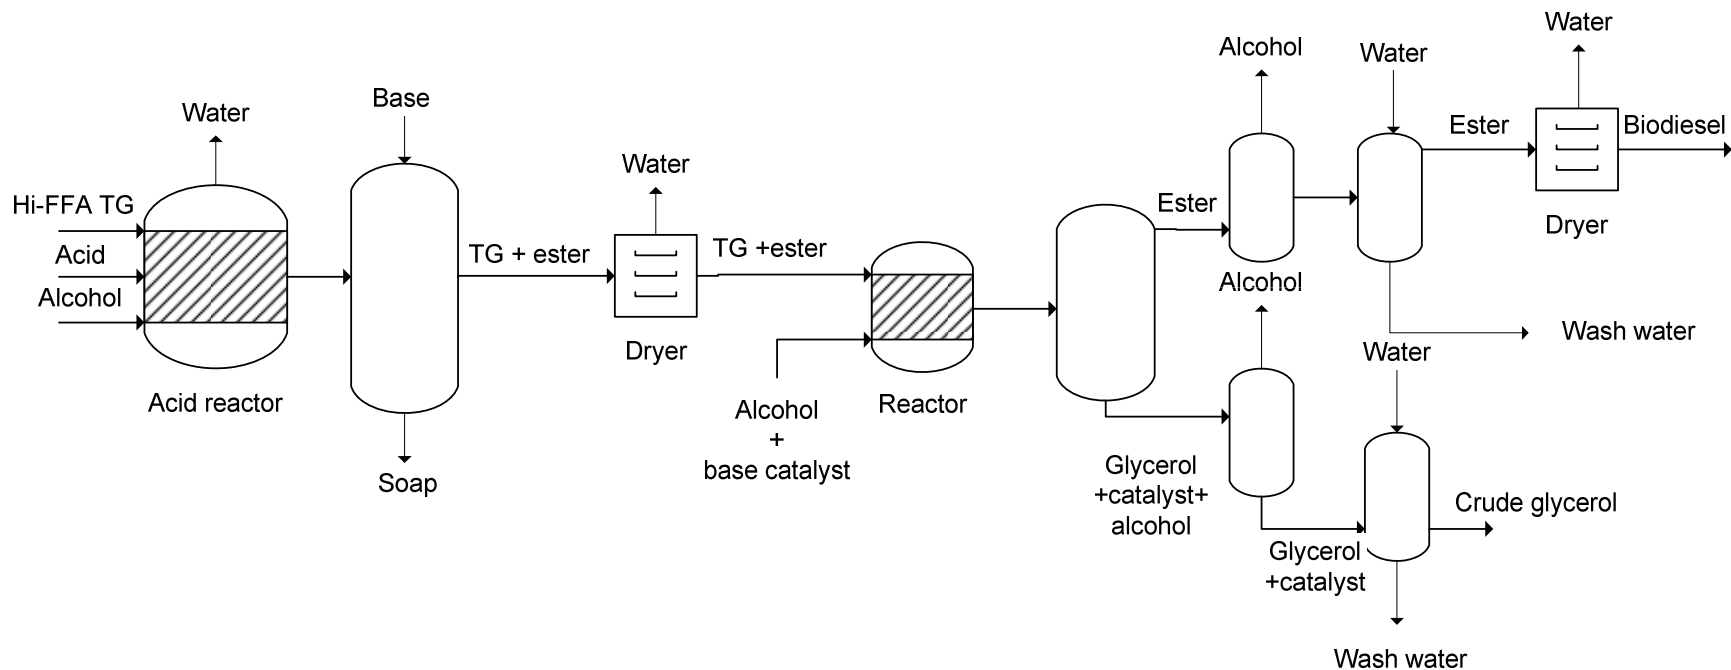 Water
Hi-FFA TG
Acid
Alcohol
Acid reactor
Base
Soap
TG + ester
Water
Dryer
TG +ester
Alcohol
+
base catalyst
Reactor
Ester
Alcohol
Water
Ester
Water
Biodiesel
Dryer
Wash water
Glycerol
+catalyst+
alcohol
Alcohol
Glycerol
+catalyst
Water
Crude glycerol
Wash water